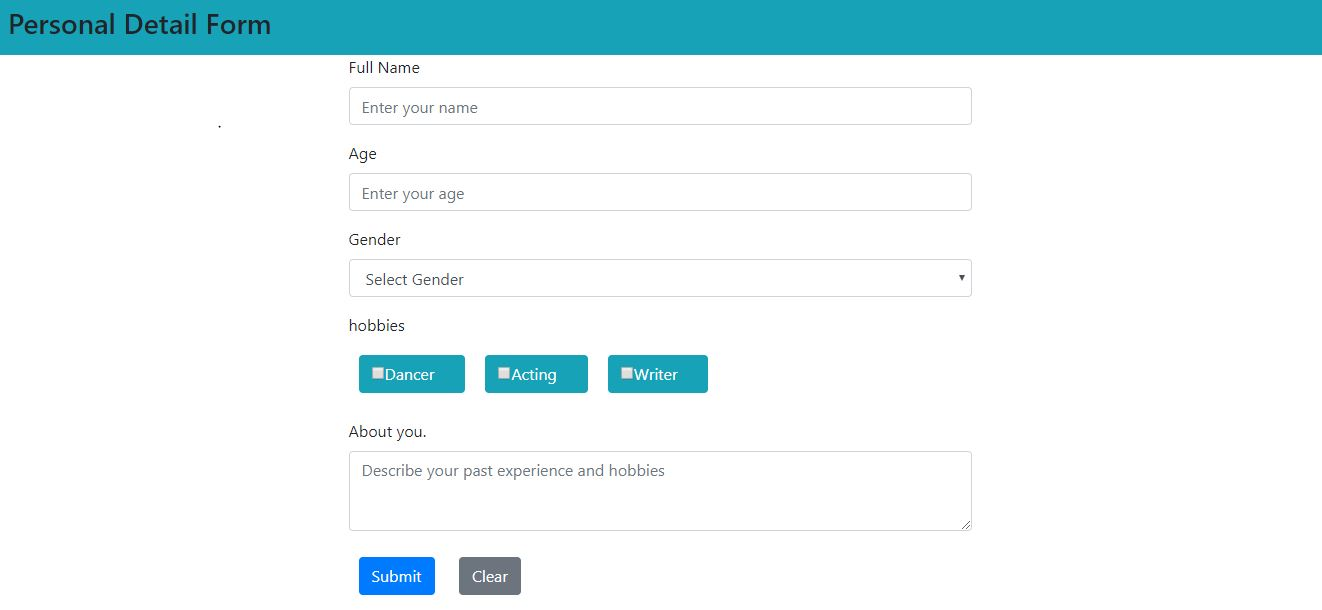 Personal Detail Form
Full Name
Enter your name
Age
Enter your age
Gender
Select Gender
hobbies
Dancer Acting Writer
About you.
Describe your past experience and hobbies
Submit Clear